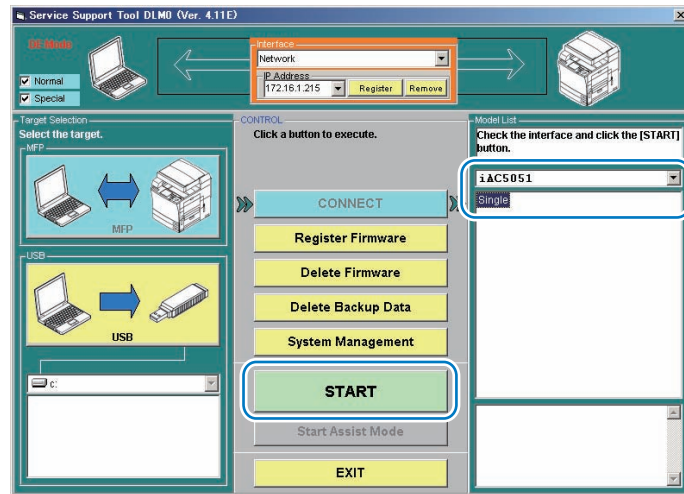 Service Support Tool DLM0 (Ver. 4.11E)
DE Mode
Normal
Special
Interface
Network
IP Address
172.16.1.215
Register
Remove
Target Selection
Select the target.
MFP
MFP
USB
USB
c:
CONTROL
Click a button to execute.
CONNECT
Register Firmware
Delete Firmware
Delete Backup Data
System Management
START
Start Assist Mode
EXIT
Model List
Check the interface and click the [START]
button.
iAC5051
Single